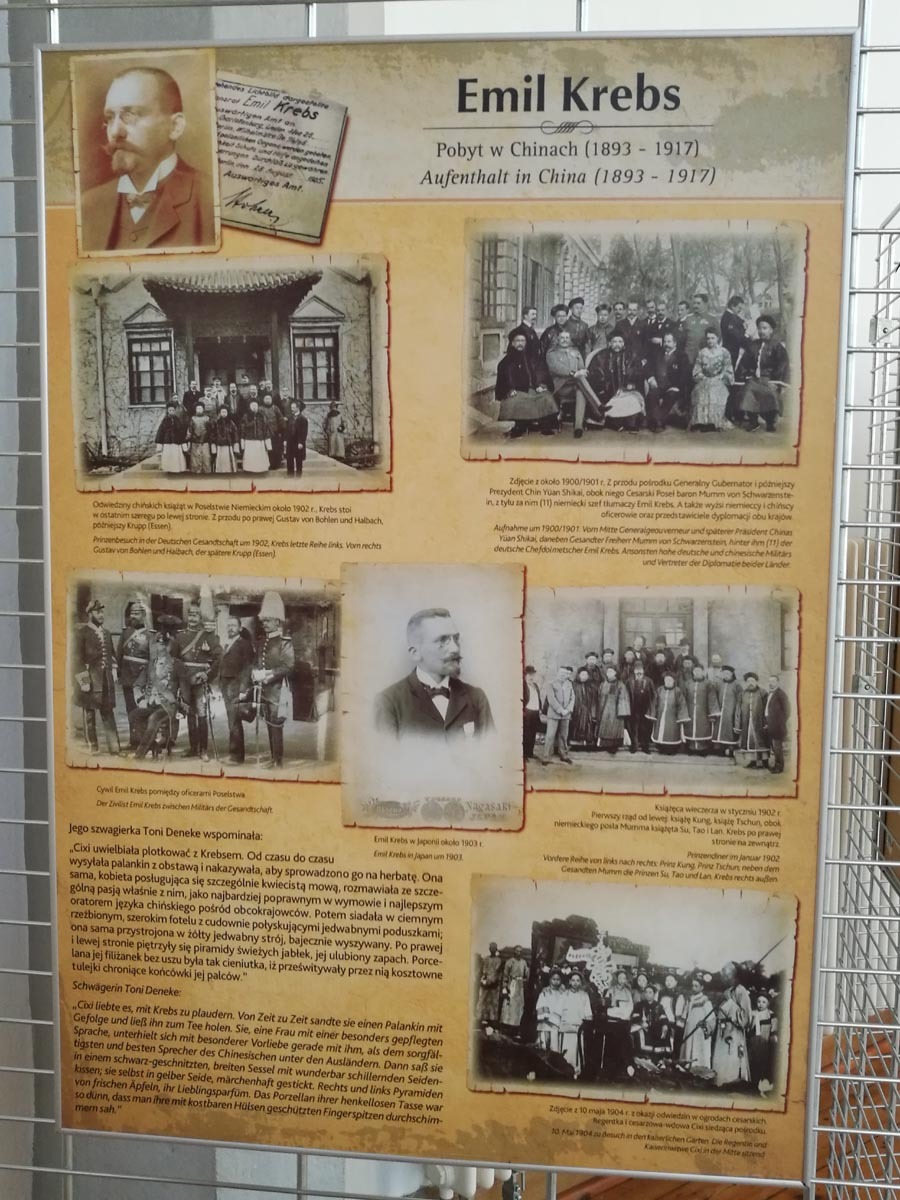 ebendes Lichtbild dargestellte
Emil Krebs
uswärtigen Amt an
Auswärtiges Amt.
Emil Krebs
Pobyt w Chinach (1893 - 1917)
Aufenthalt in China (1893 - 1917)
Odwiedziny chińskich książąt w Poselstwie Niemieckim około 1902 r., Krebs stoi
w ostatnim szeregu po lewej stronie. Z przodu po prawej Gustav von Bohlen und Halbach,
późniejszy Krupp (Essen).
Prinzenbesuch in der Deutschen Gesandtschaft um 1902, Krebs letzte Reihe links. Vorn rechts
Gustav von Bohlen und Halbach, der spätere Krupp (Essen).
Zdjęcie z około 1900/1901 r. Z przodu pośrodku Generalny Gubernator i późniejszy
Prezydent Chin Yüan Shikai, obok niego Cesarski Poseł baron Mumm von Schwarzenste-
in, z tyłu za nim (11) niemiecki szef tłumaczy Emil Krebs. A także wyżsi niemieccy i chińscy
oficerowie oraz przedstawiciele dyplomacji obu krajów.
Aufnahme um 1900/1901. Vorn Mitte Generalgouverneur und späterer Präsident Chinas
Yüan Shikai, daneben Gesandter Freiherr Mumm von Schwarzenstein, hinter ihm (11) der
deutsche Chefdolmetscher Emil Krebs. Ansonsten hohe deutsche und chinesische Militärs
und Vertreter der Diplomatie beider Länder.
Cywil Emil Krebs pomiędzy oficerami Poselstwa.
Der Zivilist Emil Krebs zwischen Militärs der Gesandtschaft.
NAGASAKI
JAPAN
Emil Krebs w Japonii około 1903 r.
Emil Krebs in Japan um 1903.
Książęca wieczerza w styczniu 1902 r.
Pierwszy rząd od lewej: książę Kung, książę Tschun, obok
niemieckiego posła Mumma książęta Su, Tao i Lan. Krebs po prawej
stronie na zewnątrz.
Prinzendiner im Januar 1902
Vordere Reihe von links nach rechts: Prinz Kung, Prinz Tschun; neben dem
Gesandten Mumm die Prinzen Su, Tao und Lan. Krebs rechts außen.
Jego szwagierka Toni Deneke wspominała:
„Cixi uwielbiała plotkować z Krebsem. Od czasu do czasu
wysyłała palankin z obstawą i nakazywała, aby sprowadzono go na herbatę. Ona
sama, kobieta posługująca się szczególnie kwiecistą mową, rozmawiała ze szcze-
gólną pasją właśnie z nim, jako najbardziej poprawnym w wymowie i najlepszym
oratorem języka chińskiego pośród obcokrajowców. Potem siadała w ciemnym
rzeźbionym, szerokim fotelu z cudownie połyskującymi jedwabnymi poduszkami;
ona sama przystrojona w żółty jedwabny strój, bajecznie wyszywany. Po prawej
i lewej stronie piętrzyły się piramidy świeżych jabłek, jej ulubiony zapach. Porce-
lana jej filiżanek bez uszu była tak cieniutka, iż prześwitywały przez nią kosztowne
tulejki chroniące końcówki jej palców."
Schwägerin Toni Deneke:
„Cixi liebte es, mit Krebs zu plaudern. Von Zeit zu Zeit sandte sie einen Palankin mit
Gefolge und ließ ihn zum Tee holen. Sie, eine Frau mit einer besonders gepflegten
Sprache, unterhielt sich mit besonderer Vorliebe gerade mit ihm, als dem sorgfäl-
tigsten und besten Sprecher des Chinesischen unter den Ausländern. Dann saß sie
in einem schwarz-geschnitzten, breiten Sessel mit wunderbar schillernden Seiden-
kissen; sie selbst in gelber Seide, märchenhaft gestickt. Rechts und links Pyramiden
von frischen Äpfeln, ihr Lieblingsparfüm. Das Porzellan ihrer henkellosen Tasse war
so dünn, dass man ihre mit kostbaren Hülsen geschützten Fingerspitzen durchschim-
mern sah."
Zdjęcie z 10 maja 1904 r. z okazji odwiedzin w ogrodach cesarskich.
Regentka i cesarzowa-wdowa Cixi siedząca pośrodku.
10. Mai 1904 zu Besuch in den kaiserlichen Gärten. Die Regentin und
Kaiserinwitwe Cixi in der Mitte sitzend